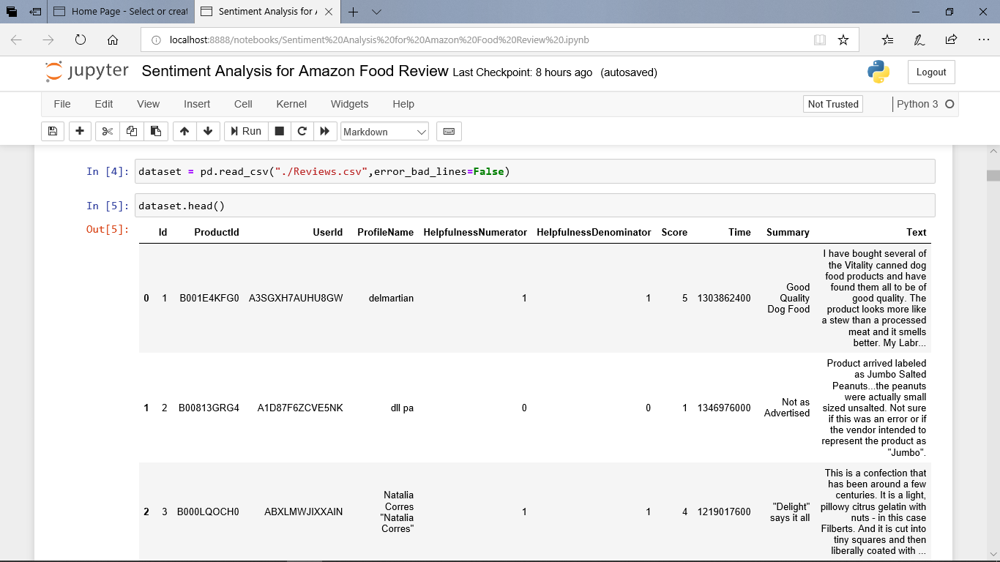 Home Page - Select or creat
Sentiment Analysis for A
localhost:8888/notebooks/Sentiment%20Analysis%20for%20Amazon%20Food%20Review%20.ipynb
jupyter Sentiment Analysis for Amazon Food Review Last Checkpoint: 8 hours ago (autosaved)
Logout
File Edit View Insert Cell Kernel Widgets Help
Not Trusted
Python 3
Run
Markdown
In [4]: dataset = pd.read_csv("./Reviews.csv",error_bad_lines=False)
In [5]: dataset.head()
Out[5]:
Id ProductId UserId ProfileName HelpfulnessNumerator HelpfulnessDenominator Score Time Summary Text
0 1 B001E4KFG0 A3SGXH7AUHU8GW delmartian 1 1 5 1303862400
Good
Quality
Dog Food
I have bought several of
the Vitality canned dog
food products and have
found them all to be of
good quality. The
product looks more like
a stew than a processed
meat and it smells
better. My Labr...
1 2 B00813GRG4 A1D87F6ZCVE5NK dll pa 0 0 1 1346976000
Not as
Advertised
Product arrived labeled
as Jumbo Salted
Peanuts...the peanuts
were actually small
sized unsalted. Not sure
if this was an error or if
the vendor intended to
represent the product as
"Jumbo".
2 3 B000LQOCH0 ABXLMWJIXXAIN
Natalia
Corres
"Natalia
Corres"
1 1 4 1219017600
"Delight"
says it all
This is a confection that
has been around a few
centuries. It is a light,
pillowy citrus gelatin with
nuts - in this case
Filberts. And it is cut into
tiny squares and then
liberally coated with ...